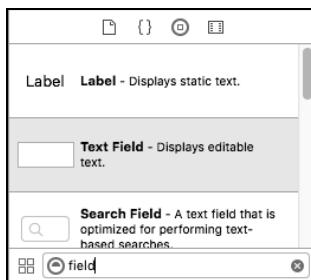 {}
Label Label - Displays static text.
Text Field - Displays editable
text.
Search Field - A text field that is
optimized for performing text-
based searches.
field